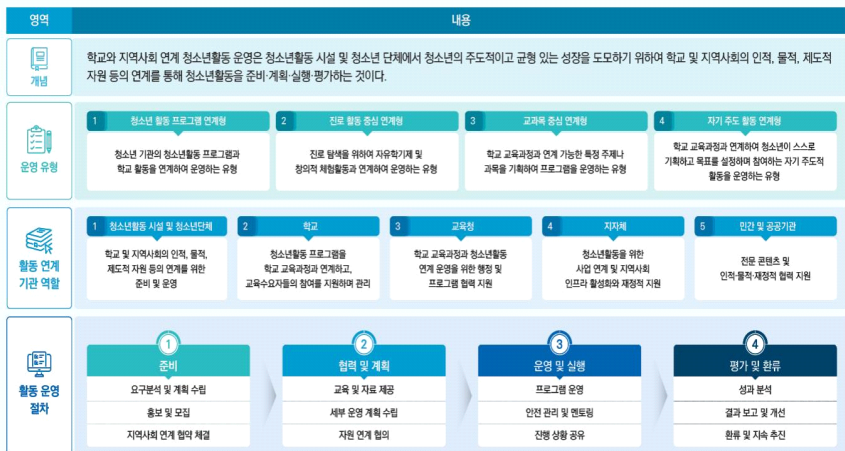 영역
내용
개념
학교와 지역사회 연계 청소년활동 운영은 청소년활동 시설 및 청소년 단체에서 청소년의 주도적이고 균형 있는 성장을 도모하기 위하여 학교 및 지역사회의 인적, 물적, 제도적
자원 등의 연계를 통해 청소년활동을 준비·계획·실행·평가하는 것이다.
운영 유형
1 청소년 활동 프로그램 연계형
청소년 기관의 청소년활동 프로그램과
학교 활동을 연계하여 운영하는 유형
2 진로 활동 중심 연계형
진로 탐색을 위하여 자유학기제 및
창의적 체험활동과 연계하여 운영하는 유형
3 교과목 중심 연계형
학교 교육과정과 연계 가능한 특정 주제나
과목을 기획하여 프로그램을 운영하는 유형
4 자기 주도 활동 연계형
학교 교육과정과 연계하여 청소년이 스스로
기획하고 목표를 설정하며 참여하는 자기 주도적
활동을 운영하는 유형
활동 연계
기관 역할
1 청소년활동 시설 및 청소년단체
학교 및 지역사회의 인적, 물적,
제도적 자원 등의 연계를 위한
준비 및 운영
2 학교
청소년활동 프로그램을
학교 교육과정과 연계하고,
교육수요자들의 참여를 지원하며 관리
3 교육청
학교 교육과정과 청소년활동
연계 운영을 위한 행정 및
프로그램 협력 지원
4 지자체
청소년활동을 위한
사업 연계 및 지역사회
인프라 활성화와 재정적 지원
5 민간 및 공공기관
전문 콘텐츠 및
인적·물적·재정적 협력 지원
활동 운영
절차
1
준비
요구분석 및 계획 수립
홍보 및 모집
지역사회 연계 협약 체결
2
협력 및 계획
교육 및 자료 제공
세부 운영 계획 수립
자원 연계 협의
3
운영 및 실행
프로그램 운영
안전 관리 및 멘토링
진행 상황 공유
4
평가 및 환류
성과 분석
결과 보고 및 개선
환류 및 지속 추진